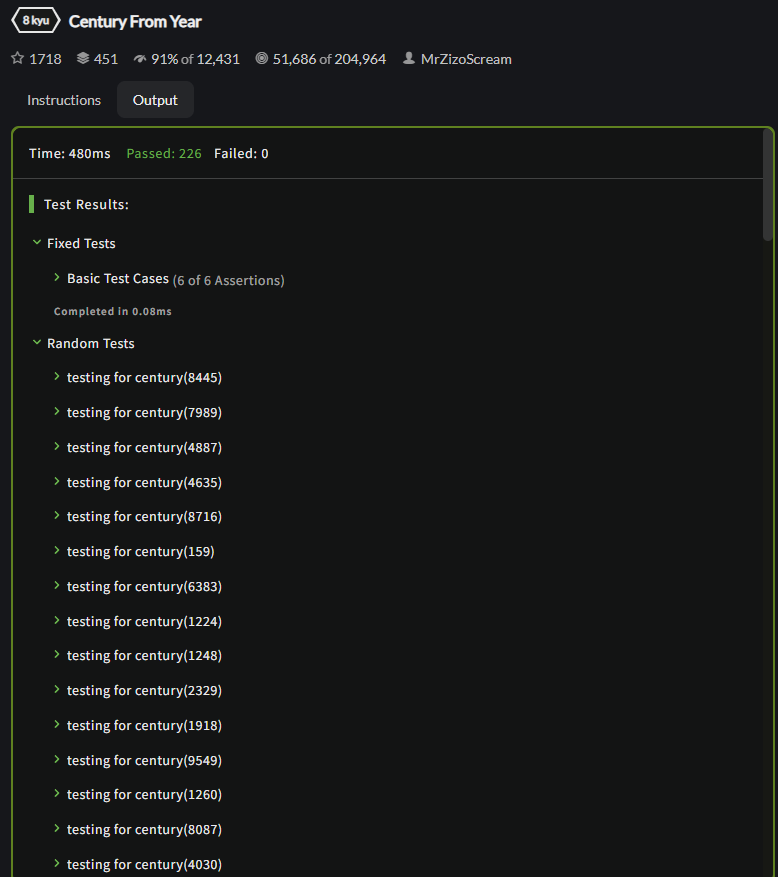 8 kyu Century From Year
1718 451 91% of 12,431 51,686 of 204,964 MrZizoScream
Instructions Output
Time: 480ms Passed: 226 Failed: 0
Test Results:
Fixed Tests
Basic Test Cases (6 of 6 Assertions)
Completed in 0.08ms
Random Tests
testing for century(8445)
testing for century(7989)
testing for century(4887)
testing for century(4635)
testing for century(8716)
testing for century(159)
testing for century(6383)
testing for century(1224)
testing for century(1248)
testing for century(2329)
testing for century(1918)
testing for century(9549)
testing for century(1260)
testing for century(8087)
testing for century(4030)